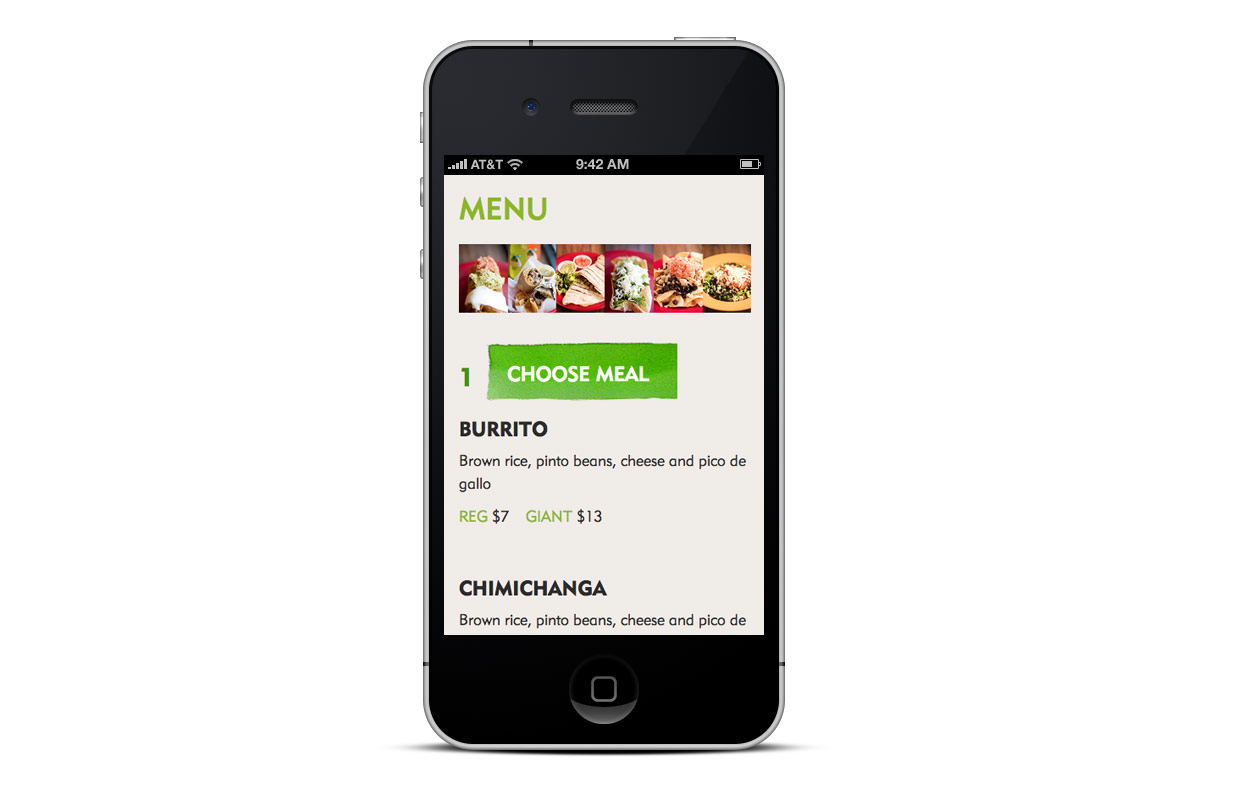 AT&T 9:42 AM
MENU
1 CHOOSE MEAL
BURRITO
Brown rice, pinto beans, cheese and pico de
gallo
REG $7 GIANT $13
CHIMICHANGA
Brown rice, pinto beans, cheese and pico de